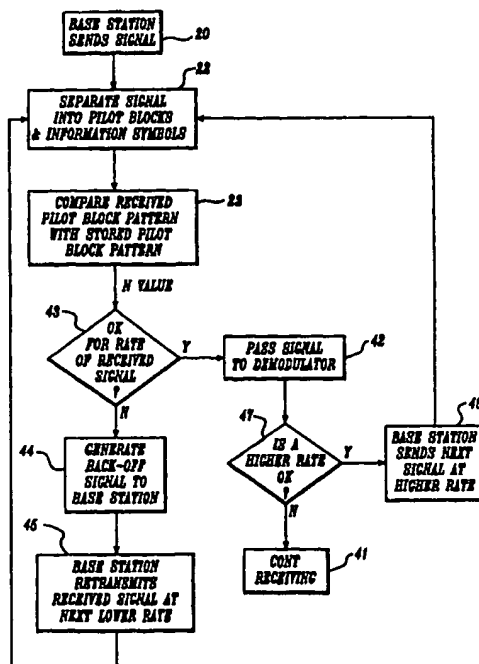 BASE STATION
SENDS SIGNAL
20
22
SEPARATE SIGNAL
INTO PILOT BLOCKS
& INFORMATION SYMBOLS
COMPARE RECEIVED
PILOT BLOCK PATTERN
WITH STORED PILOT
BLOCK PATTERN
23
N VALUE
43
OK
FOR RATE
OF RECEIVED
SIGNAL
?
Y
N
PASS SIGNAL
TO DEMODULATOR
42
47
IS A
HIGHER RATE
OK
?
Y
N
48
BASE STATION
SENDS NEXT
SIGNAL AT
HIGHER RATE
44
GENERATE
BACK-OFF
SIGNAL TO
BASE STATION
CONT
RECEIVING
41
45
BASE STATION
RETRANSMITS
RECEIVED SIGNAL AT
NEXT LOWER RATE